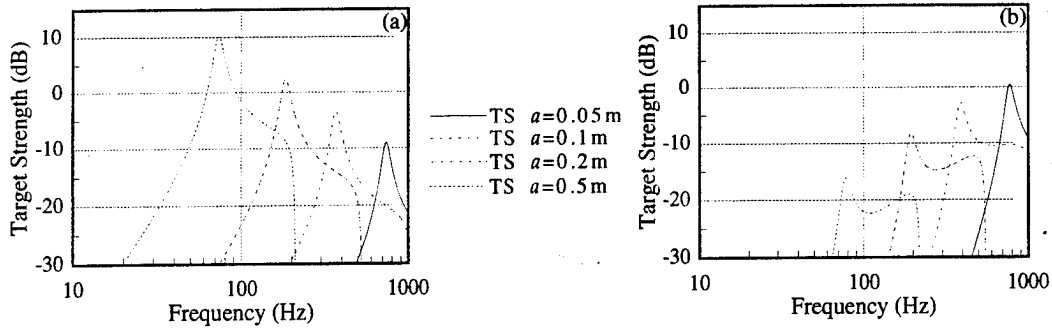 (a)
Target Strength (dB)
10
0
-10
-20
-30
10
100
1000
Frequency (Hz)
TS a=0.05 m
TS a=0.1 m
TS a=0.2 m
TS a=0.5 m
(b)
Target Strength (dB)
10
0
-10
-20
-30
10
100
1000
Frequency (Hz)